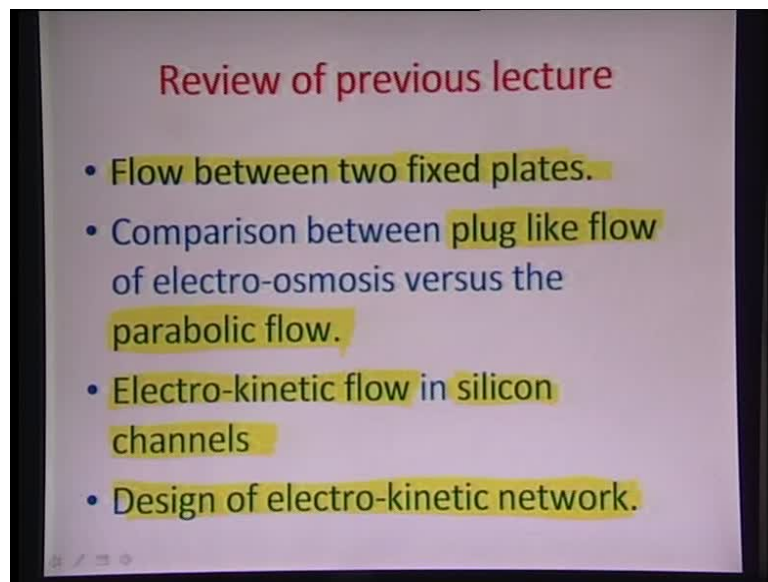 Review of previous lecture
• Flow between two fixed plates.
• Comparison between plug like flow
of electro-osmosis versus the
parabolic flow.
• Electro-kinetic flow in silicon
channels
• Design of electro-kinetic network.